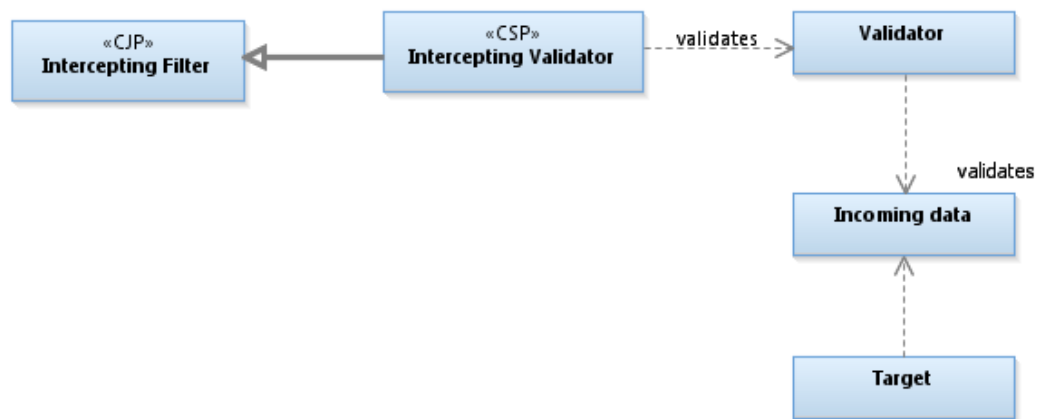 «CJP»
Intercepting Filter
«CSP»
Intercepting Validator
validates
Validator
validates
Incoming data
Target